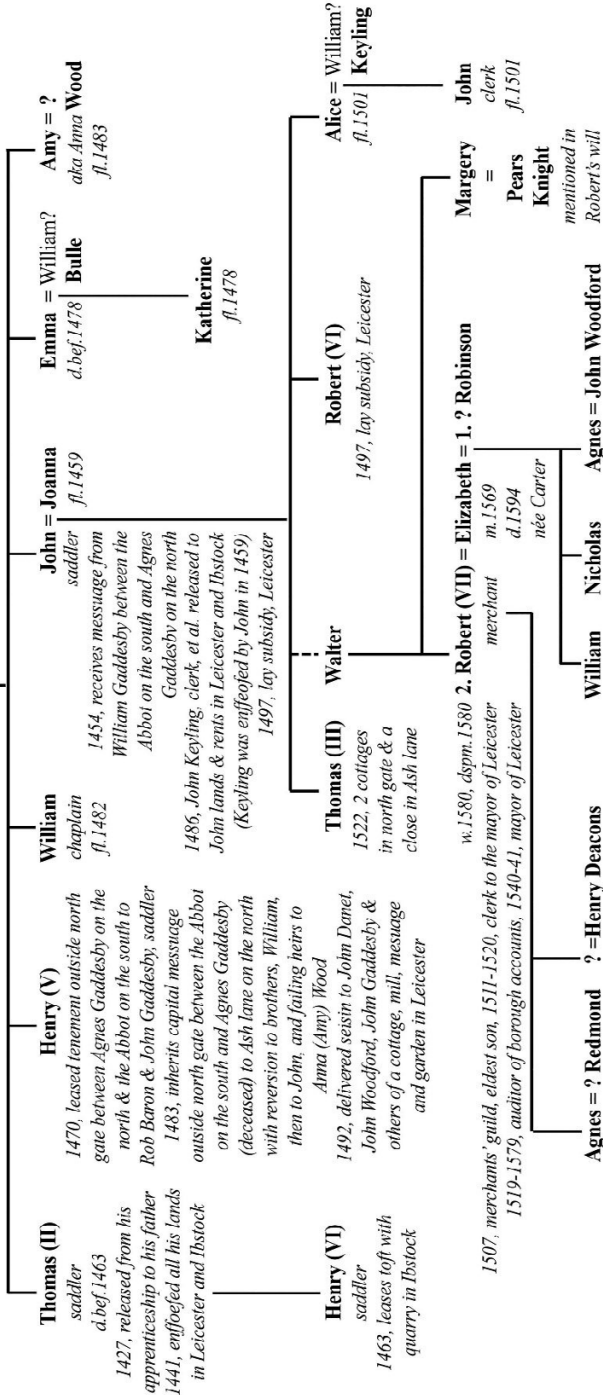 Thomas (II)
saddler
d.bef.1463
1427, released from his
apprenticeship to his father
1441, enffoefed all his lands
in Leicester and Ibstock
Henry (V)
1470, leased tenement outside north
gate between Agnes Gaddesby on the
north & the Abbot on the south to
Rob Baron & John Gaddesby, saddler
1483, inherits capital message
outside north gate between the Abbot
on the south and Agnes Gaddesby
(deceased) to Ash lane on the north
with reversion to brothers, William,
then to John, and failing heirs to
Anna (Amy) Wood
1492, delivered seisin to John Danet,
John Woodford, John Gaddesby &
others of a cottage, mill, mesuage
and garden in Leicester
William
chaplain
fl.1482
John = Joanna
saddler fl.1459
1454, receives message from
William Gaddesby between the
Abbot on the south and Agnes
Gaddesby on the north
1486, John Keyling, clerk, et al. released to
John lands & rents in Leicester and Ibstock
(Keyling was enffeofed by John in 1459)
1497, lay subsidy, Leicester
Emma = William?
d.bef.1478 Bulle
Amy = ?
aka Anna Wood
fl.1483
Henry (VI)
saddler
1463, leases toft with
quarry in Ibstock
Katherine
fl.1478
Thomas (III)
1522, 2 cottages
in north gate & a
close in Ash lane
Walter
Robert (VI)
1497, lay subsidy, Leicester
Alice = William?
fl.1501 Keyling
w.1580, dspm.1580 2. Robert (VII) = Elizabeth = 1. ? Robinson
merchant m.1569
d.1594
née Carter
1507, merchants' guild, eldest son, 1511-1520, clerk to the mayor of Leicester
1519-1579, auditor of borough accounts, 1540-41, mayor of Leicester
Margery
=
Pears
Knight
mentioned in
Robert's will
John
clerk
fl.1501
Agnes = ? Redmond ? =Henry Deacons
William Nicholas Agnes = John Woodford